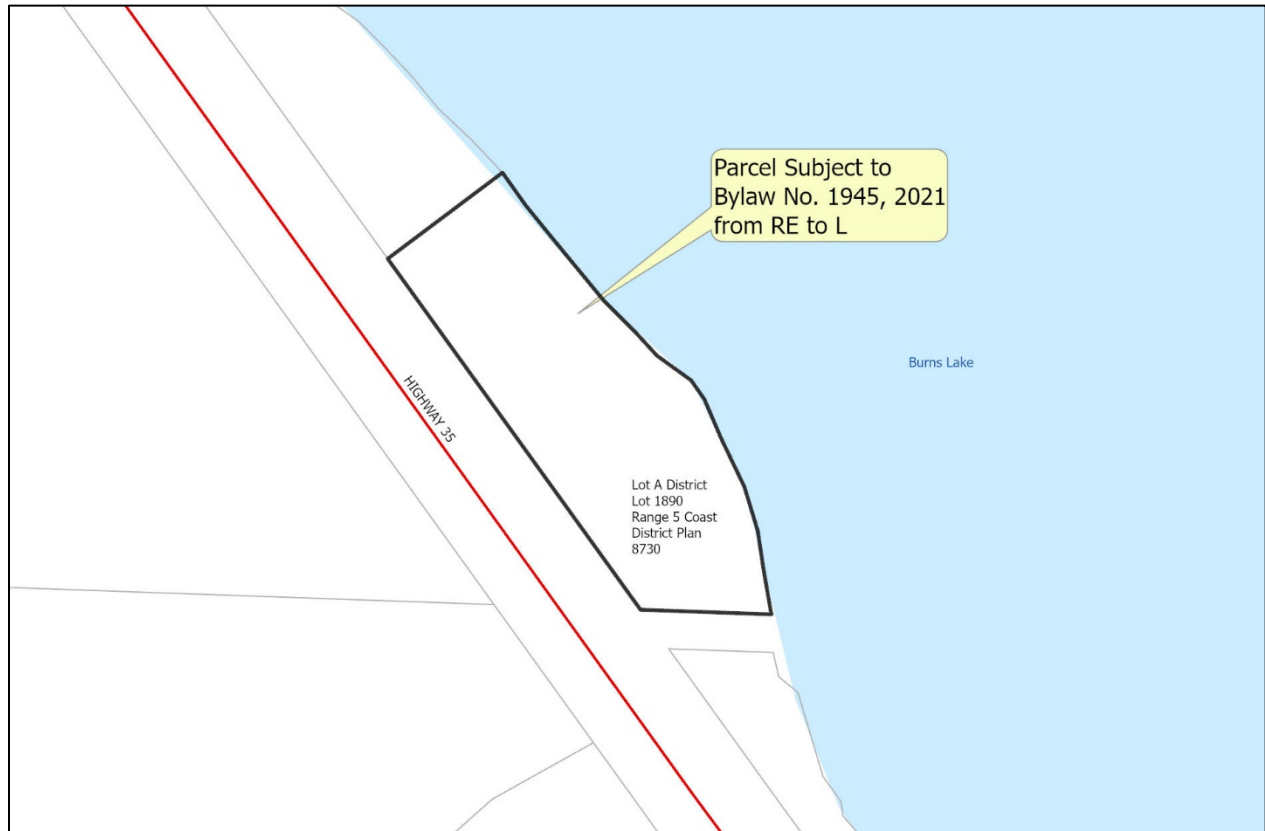 Parcel Subject to
Bylaw No. 1945, 2021
from RE to L
Burns Lake
HIGHWAY 35
Lot A District
Lot 1890
Range 5 Coast
District Plan
8730